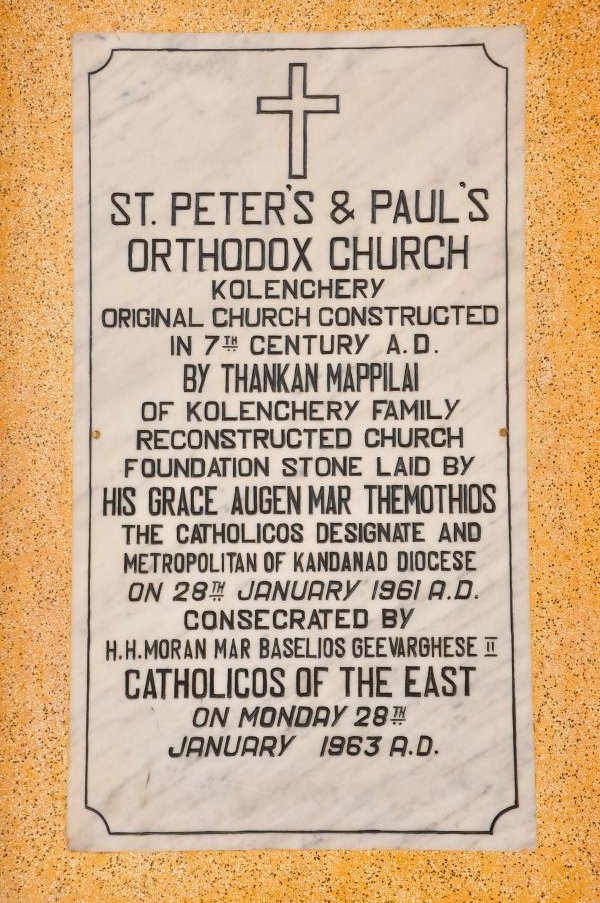 ST. PETER'S & PAUL'S
ORTHODOX CHURCH
KOLENCHERY
ORIGINAL CHURCH CONSTRUCTED
IN 7TH CENTURY A.D.
BY THANKAN MAPPILAI
OF KOLENCHERY FAMILY
RECONSTRUCTED CHURCH
FOUNDATION STONE LAID BY
HIS GRACE AUGEN MAR THEMOTHIOS
THE CATHOLICOS DESIGNATE AND
METROPOLITAN OF KANDANAD DIOCESE
ON 28TH JANUARY 1961 A.D.
CONSECRATED BY
H.H.MORAN MAR BASELIOS GEEVARGHESE II
CATHOLICOS OF THE EAST
ON MONDAY 28TH
JANUARY 1963 A.D.